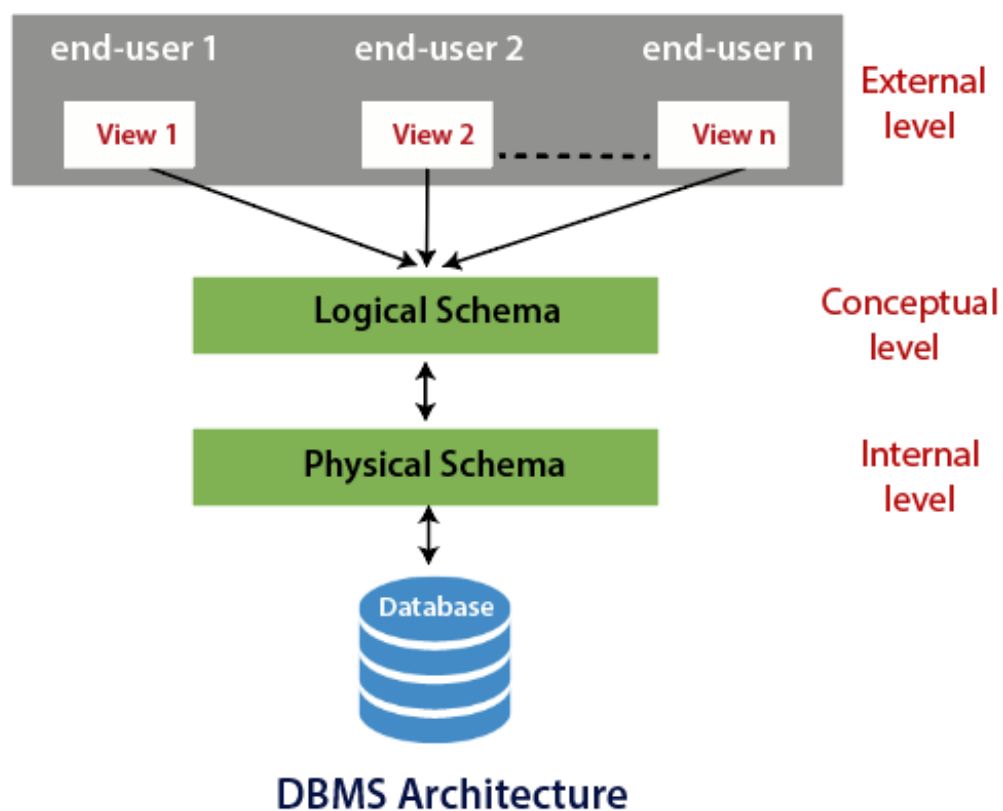 end-user 1 end-user 2 end-user n
View 1 View 2 View n
External
level
Logical Schema
Conceptual
level
Physical Schema
Internal
level
Database
DBMS Architecture